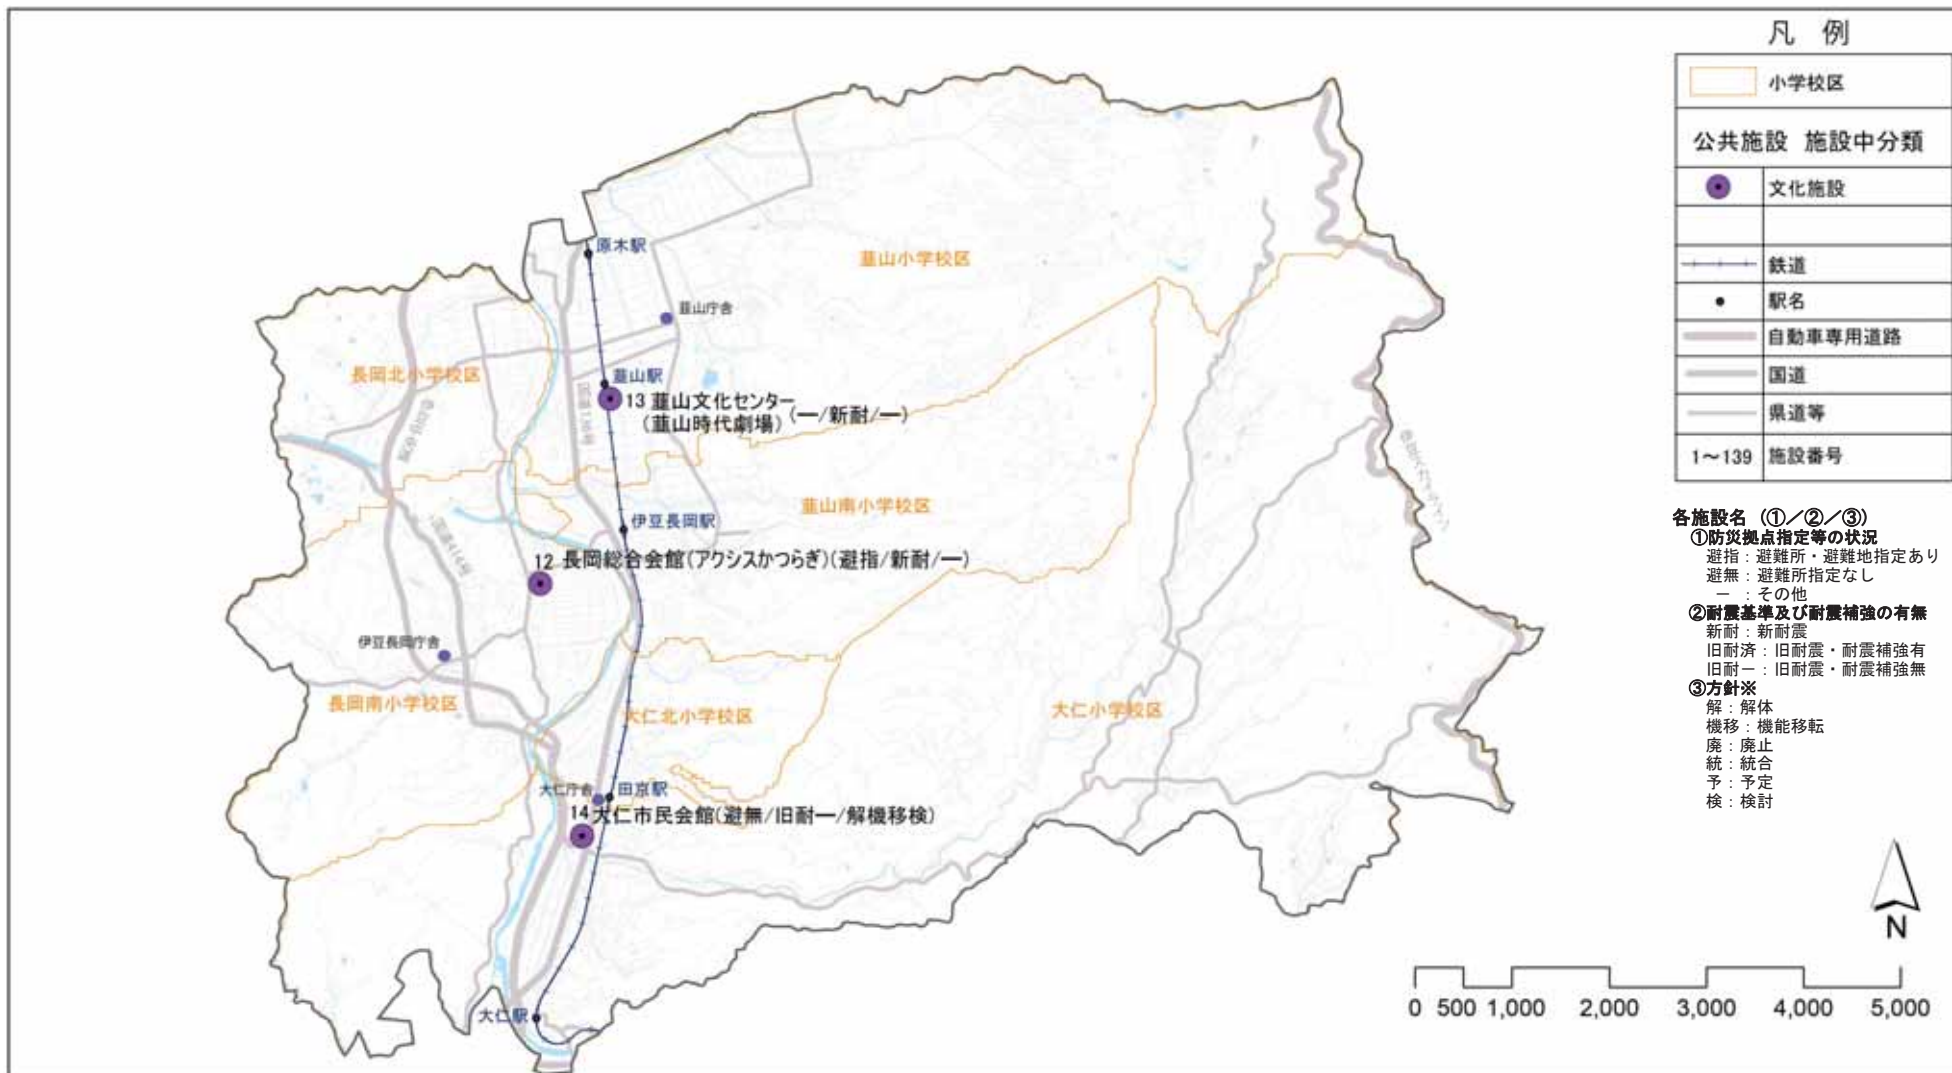 凡 例
小学校区
公共施設 施設中分類
文化施設
鉄道
駅名
自動車専用道路
国道
県道等
1～139 施設番号
各施設名 (①／②／③)
①防災拠点指定等の状況
避指：避難所・避難地指定あり
避無：避難所指定なし
－ ：その他
②耐震基準及び耐震補強の有無
新耐：新耐震
旧耐済：旧耐震・耐震補強有
旧耐－：旧耐震・耐震補強無
③方針※
解：解体
機移：機能移転
廃：廃止
統：統合
予：予定
検：検討
原木駅
韮山小学校区
韮山庁舎
長岡北小学校区
韮山駅
国道136号
13 韮山文化センター
(韮山時代劇場)
(―/新耐/―)
韮山南小学校区
伊豆長岡駅
国道414号
12 長岡総合会館(アクシスかつらぎ)(避指/新耐/―)
伊豆長岡庁舎
長岡南小学校区
大仁北小学校区
大仁小学校区
大仁庁舎
田京駅
14 大仁市民会館(避無/旧耐―/解機移検)
大仁駅
N
0 500 1,000 2,000 3,000 4,000 5,000